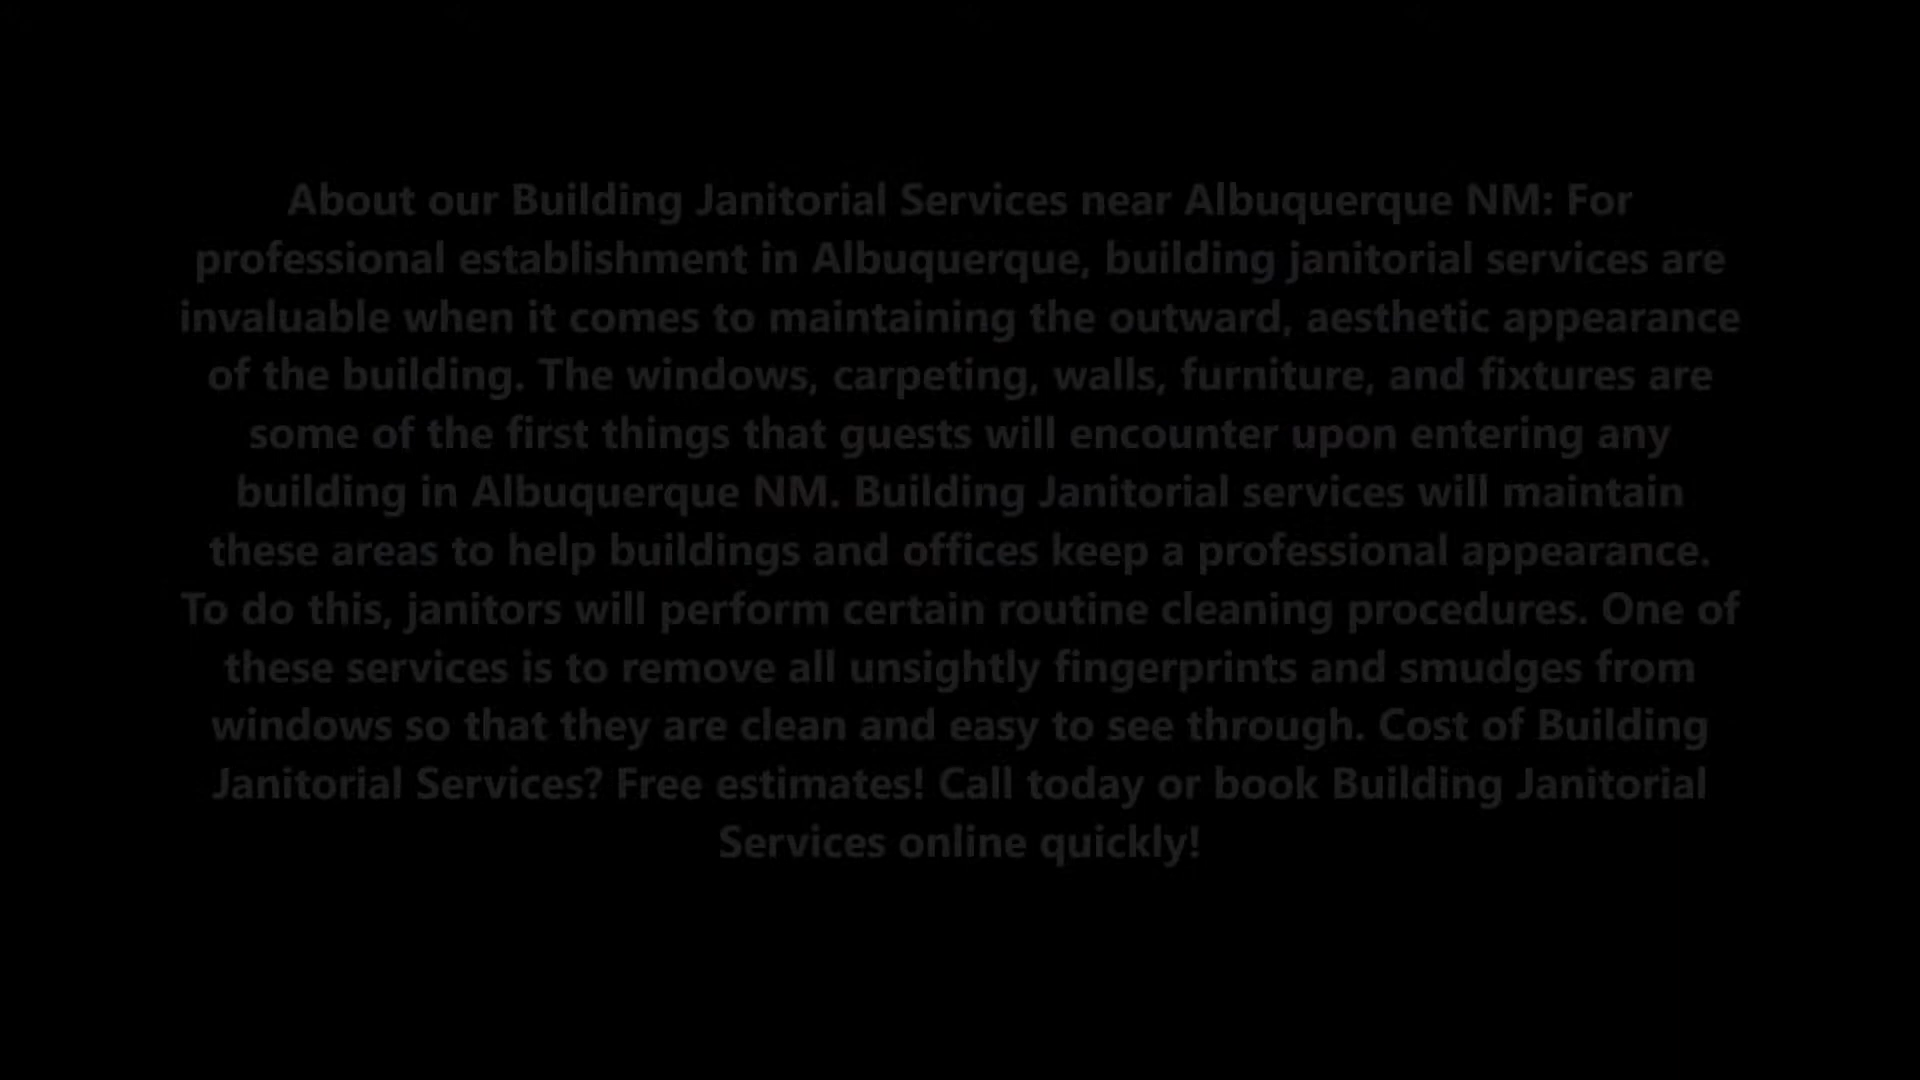 About our Building Janitorial Services near Albuquerque NM: For
professional establishment in Albuquerque, building janitorial services are
invaluable when it comes to maintaining the outward, aesthetic appearance
of the building. The windows, carpeting, walls, furniture, and fixtures are
some of the first things that guests will encounter upon entering any
building in Albuquerque NM. Building Janitorial services will maintain
these areas to help buildings and offices keep a professional appearance.
To do this, janitors will perform certain routine cleaning procedures. One of
these services is to remove all unsightly fingerprints and smudges from
windows so that they are clean and easy to see through. Cost of Building
Janitorial Services? Free estimates! Call today or book Building Janitorial
Services online quickly!